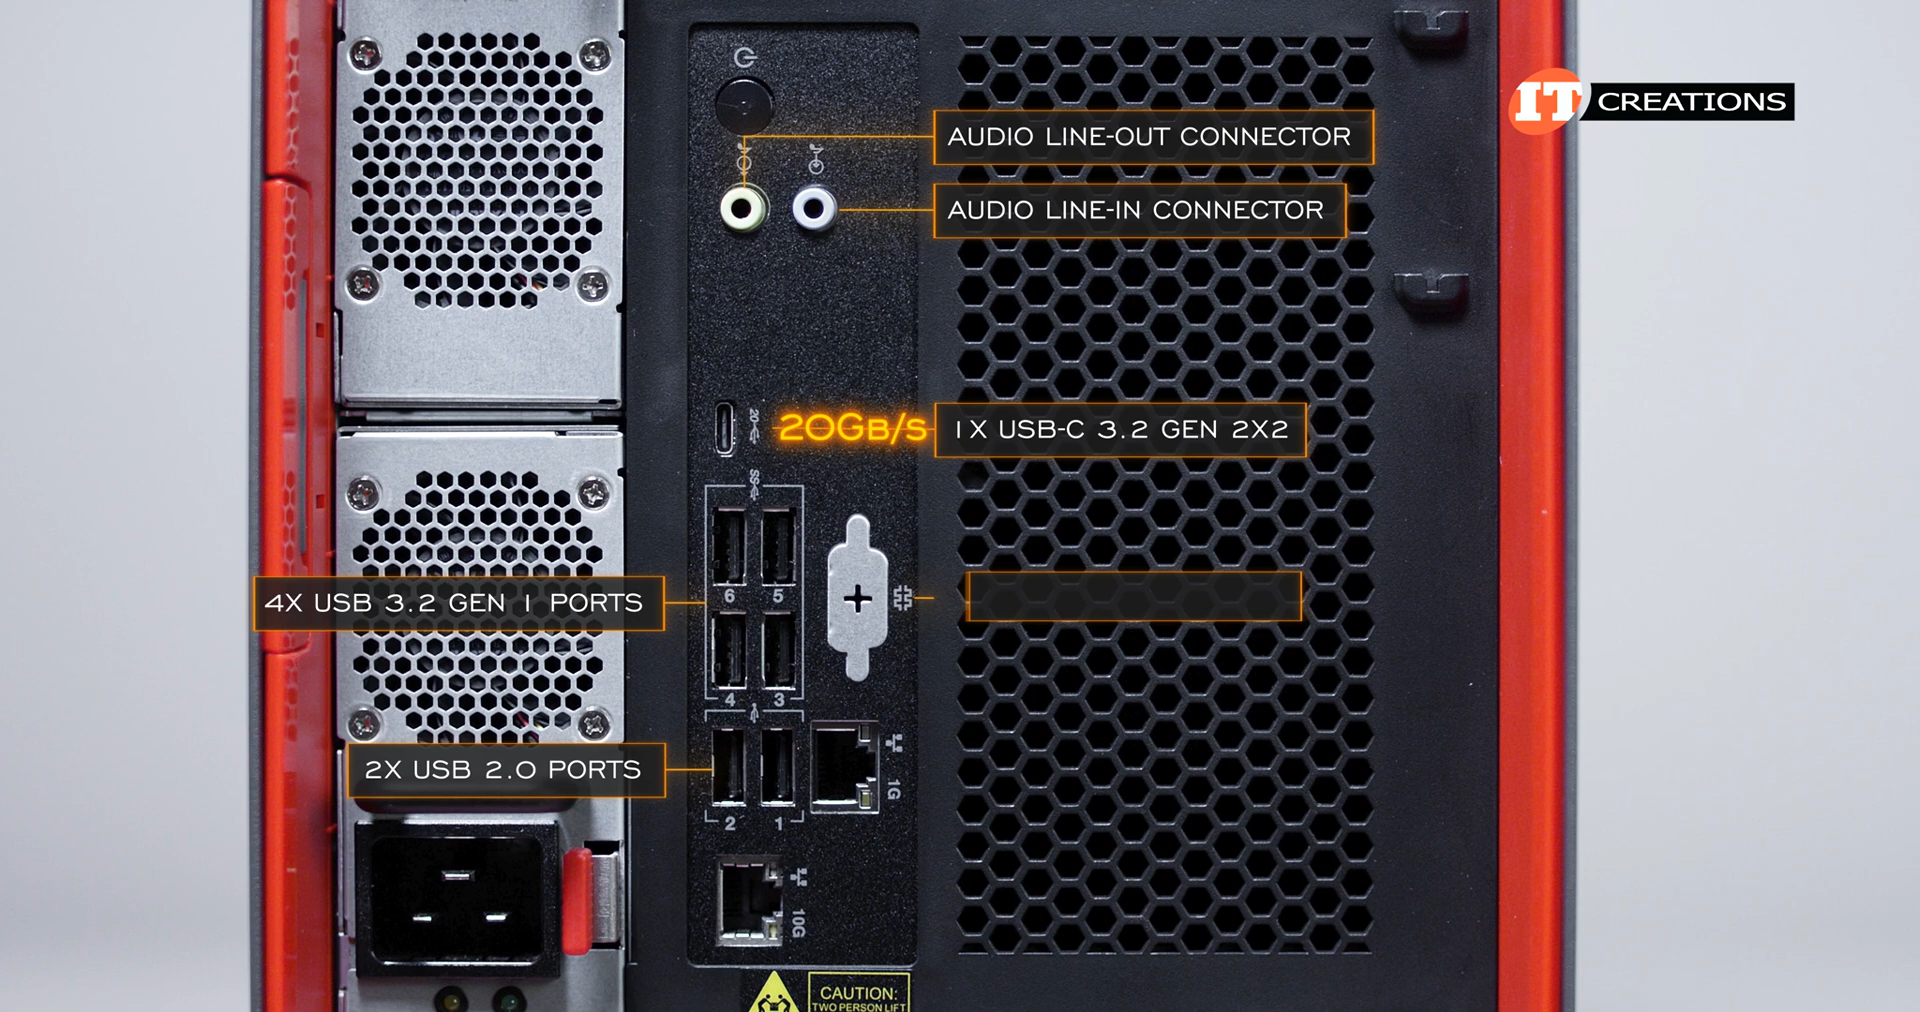 IT CREATIONS
AUDIO LINE-OUT CONNECTOR
AUDIO LINE-IN CONNECTOR
20
20GB/S
1X USB-C 3.2 GEN 2X2
SS
6 5
4X USB 3.2 GEN 1 PORTS
4 3
2X USB 2.0 PORTS
1G
2 1
10G
CAUTION:
TWO PERSON LIFT